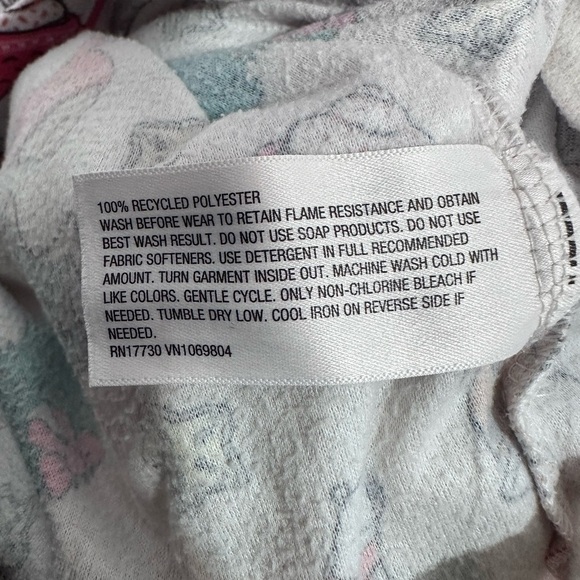 100% RECYCLED POLYESTER
WASH BEFORE WEAR TO RETAIN FLAME RESISTANCE AND OBTAIN
BEST WASH RESULT. DO NOT USE SOAP PRODUCTS. DO NOT USE
FABRIC SOFTENERS. USE DETERGENT IN FULL RECOMMENDED
AMOUNT. TURN GARMENT INSIDE OUT. MACHINE WASH COLD WITH
LIKE COLORS. GENTLE CYCLE. ONLY NON-CHLORINE BLEACH IF
NEEDED. TUMBLE DRY LOW. COOL IRON ON REVERSE SIDE IF
NEEDED.
RN17730 VN1069804